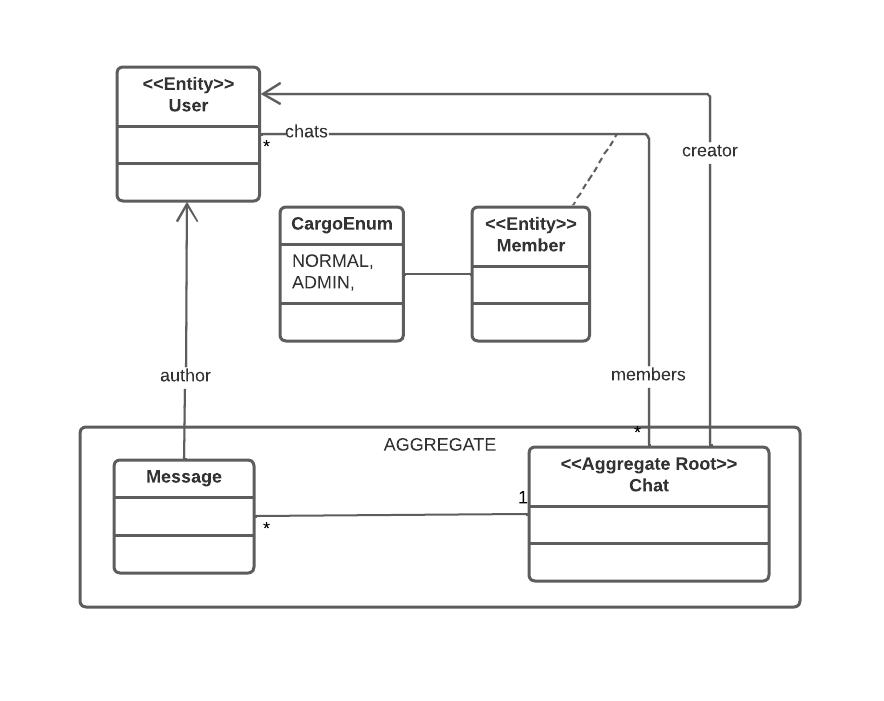 <<Entity>>
User
chats
*
creator
CargoEnum
NORMAL,
ADMIN,
<<Entity>>
Member
author
members
*
AGGREGATE
Message
<<Aggregate Root>>
Chat
1
*